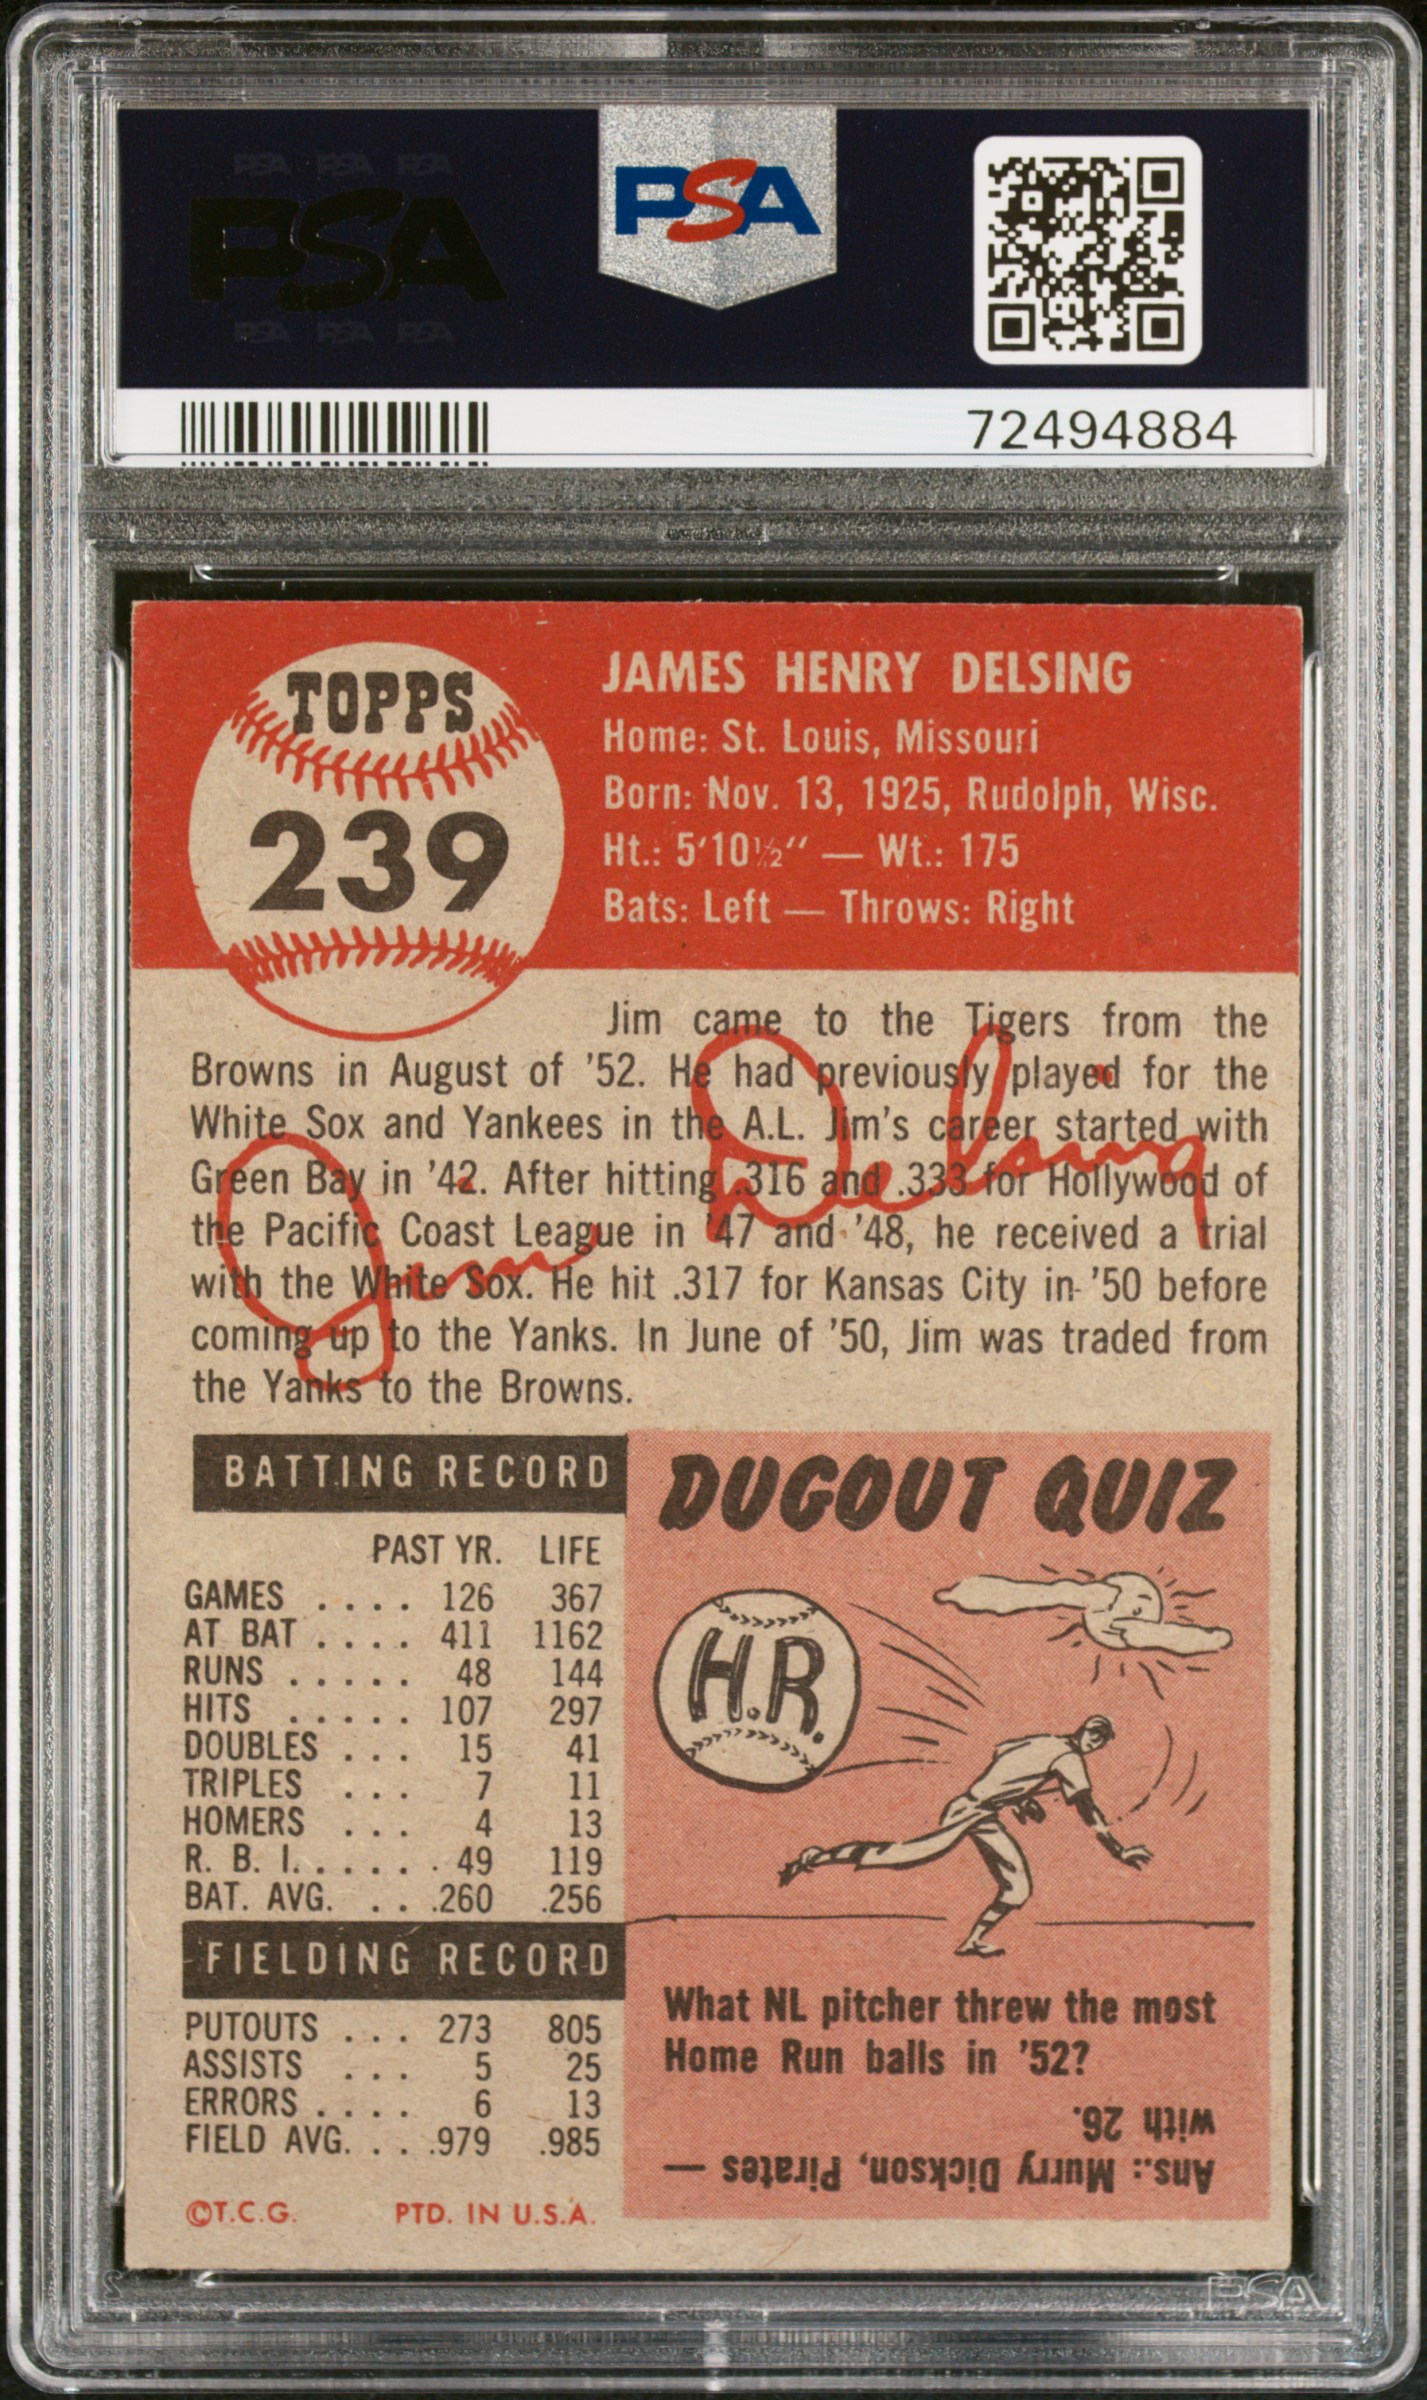 PSA PSA PSA
PSA
PSA PSA PSA
PSA
72494884
TOPPS
239
JAMES HENRY DELSING
Home: St. Louis, Missouri
Born: Nov. 13, 1925, Rudolph, Wisc.
Ht.: 5'10½" — Wt.: 175
Bats: Left — Throws: Right
Jim came to the Tigers from the
Browns in August of '52. He had previously played for the
White Sox and Yankees in the A.L. Jim's career started with
Green Bay in '42. After hitting .316 and .333 for Hollywood of
the Pacific Coast League in '47 and '48, he received a trial
with the White Sox. He hit .317 for Kansas City in '50 before
coming up to the Yanks. In June of '50, Jim was traded from
the Yanks to the Browns.
Jim Delsing
BATTING RECORD
PAST YR. LIFE
GAMES .... 126 367
AT BAT .... 411 1162
RUNS ..... 48 144
HITS ..... 107 297
DOUBLES ... 15 41
TRIPLES ... 7 11
HOMERS ... 4 13
R. B. I. ..... 49 119
BAT. AVG. ... .260 .256
FIELDING RECORD
PUTOUTS ... 273 805
ASSISTS ... 5 25
ERRORS .... 6 13
FIELD AVG. ... .979 .985
©T.C.G. PTD. IN U.S.A.
DUGOUT QUIZ
H.R.
What NL pitcher threw the most
Home Run balls in '52?
Ans.: Murry Dickson, Pirates —
with 26.
PSA